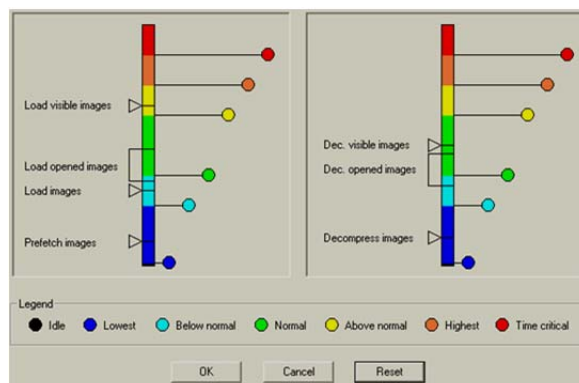 Load visible images
Load opened images
Load images
Prefetch images
Dec. visible images
Dec. opened images
Decompress images
Legend
Idle
Lowest
Below normal
Normal
Above normal
Highest
Time critical
OK
Cancel
Reset